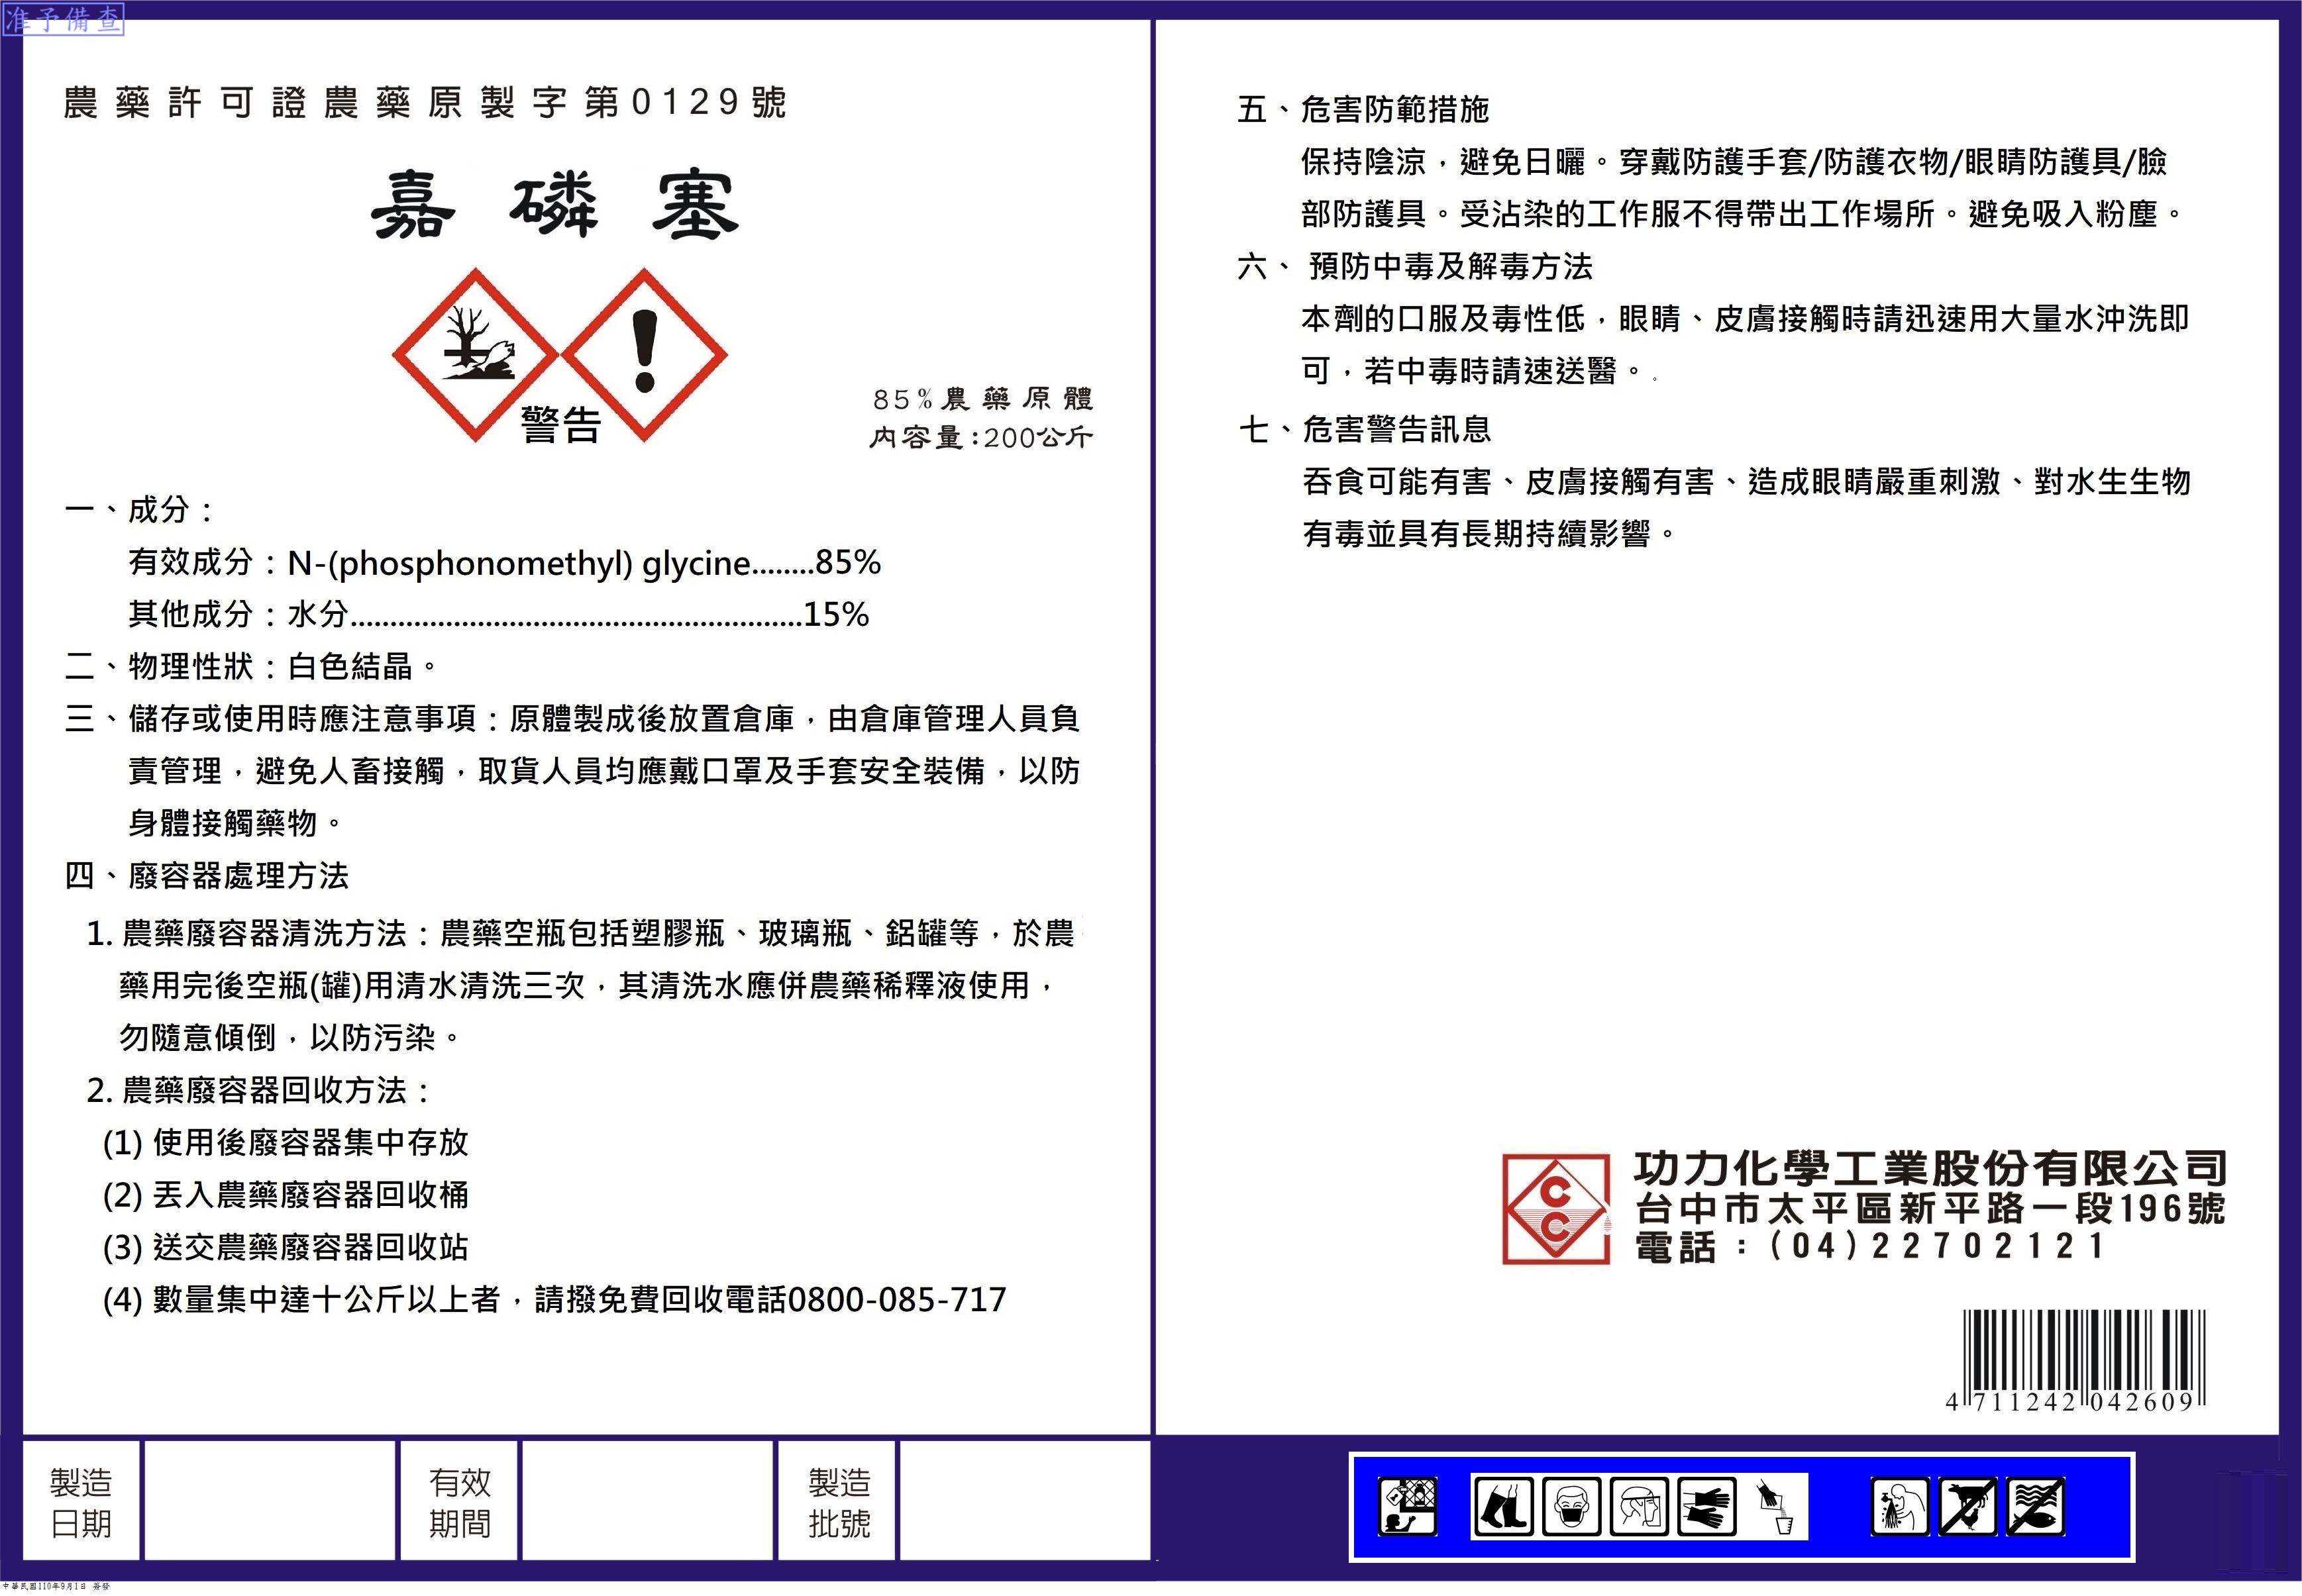 准予備查
農藥許可證農藥原製字第0129號
嘉磷塞
警告
85%農藥原體
內容量:200公斤
一、成分：
有效成分：N-(phosphonomethyl) glycine........85%
其他成分：水分.........................................................15%
二、物理性狀：白色結晶。
三、儲存或使用時應注意事項：原體製成後放置倉庫，由倉庫管理人員負
責管理，避免人畜接觸，取貨人員均應戴口罩及手套安全裝備，以防
身體接觸藥物。
四、廢容器處理方法
1. 農藥廢容器清洗方法：農藥空瓶包括塑膠瓶、玻璃瓶、鋁罐等，於農
藥用完後空瓶(罐)用清水清洗三次，其清洗水應併農藥稀釋液使用，
勿隨意傾倒，以防污染。
2. 農藥廢容器回收方法：
(1) 使用後廢容器集中存放
(2) 丟入農藥廢容器回收桶
(3) 送交農藥廢容器回收站
(4) 數量集中達十公斤以上者，請撥免費回收電話0800-085-717
製造
日期
有效
期間
製造
批號
五、危害防範措施
保持陰涼，避免日曬。穿戴防護手套/防護衣物/眼睛防護具/臉
部防護具。受沾染的工作服不得帶出工作場所。避免吸入粉塵。
六、 預防中毒及解毒方法
本劑的口服及毒性低，眼睛、皮膚接觸時請迅速用大量水沖洗即
可，若中毒時請速送醫。。
七、危害警告訊息
吞食可能有害、皮膚接觸有害、造成眼睛嚴重刺激、對水生生物
有毒並具有長期持續影響。
CC
功力化學工業股份有限公司
台中市太平區新平路一段196號
電話：(04)22702121
4 711242 042609
中華民國110年9月1日 簽發